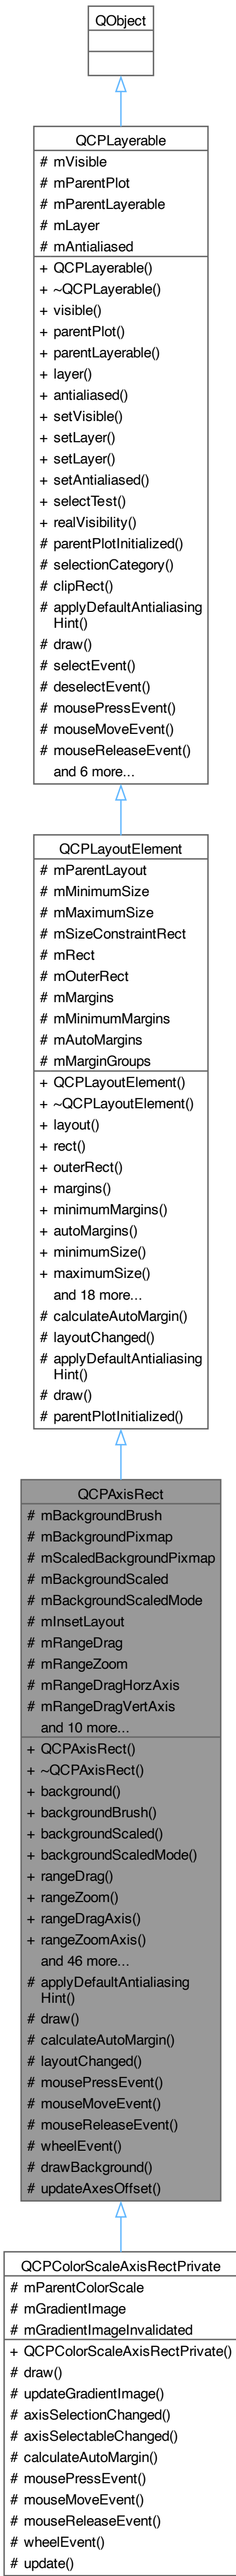 QObject
QCPLayerable
# mVisible
# mParentPlot
# mParentLayerable
# mLayer
# mAntialiased
+ QCPLayerable()
+ ~QCPLayerable()
+ visible()
+ parentPlot()
+ parentLayerable()
+ layer()
+ antialiased()
+ setVisible()
+ setLayer()
+ setLayer()
+ setAntialiased()
+ selectTest()
+ realVisibility()
# parentPlotInitialized()
# selectionCategory()
# clipRect()
# applyDefaultAntialiasing
Hint()
# draw()
# selectEvent()
# deselectEvent()
# mousePressEvent()
# mouseMoveEvent()
# mouseReleaseEvent()
and 6 more...
QCPLayoutElement
# mParentLayout
# mMinimumSize
# mMaximumSize
# mSizeConstraintRect
# mRect
# mOuterRect
# mMargins
# mMinimumMargins
# mAutoMargins
# mMarginGroups
+ QCPLayoutElement()
+ ~QCPLayoutElement()
+ layout()
+ rect()
+ outerRect()
+ margins()
+ minimumMargins()
+ autoMargins()
+ minimumSize()
+ maximumSize()
and 18 more...
# calculateAutoMargin()
# layoutChanged()
# applyDefaultAntialiasing
Hint()
# draw()
# parentPlotInitialized()
QCPAxisRect
# mBackgroundBrush
# mBackgroundPixmap
# mScaledBackgroundPixmap
# mBackgroundScaled
# mBackgroundScaledMode
# mInsetLayout
# mRangeDrag
# mRangeZoom
# mRangeDragHorzAxis
# mRangeDragVertAxis
and 10 more...
+ QCPAxisRect()
+ ~QCPAxisRect()
+ background()
+ backgroundBrush()
+ backgroundScaled()
+ backgroundScaledMode()
+ rangeDrag()
+ rangeZoom()
+ rangeDragAxis()
+ rangeZoomAxis()
and 46 more...
# applyDefaultAntialiasing
Hint()
# draw()
# calculateAutoMargin()
# layoutChanged()
# mousePressEvent()
# mouseMoveEvent()
# mouseReleaseEvent()
# wheelEvent()
# drawBackground()
# updateAxesOffset()
QCPColorScaleAxisRectPrivate
# mParentColorScale
# mGradientImage
# mGradientImageInvalidated
+ QCPColorScaleAxisRectPrivate()
# draw()
# updateGradientImage()
# axisSelectionChanged()
# axisSelectableChanged()
# calculateAutoMargin()
# mousePressEvent()
# mouseMoveEvent()
# mouseReleaseEvent()
# wheelEvent()
# update()